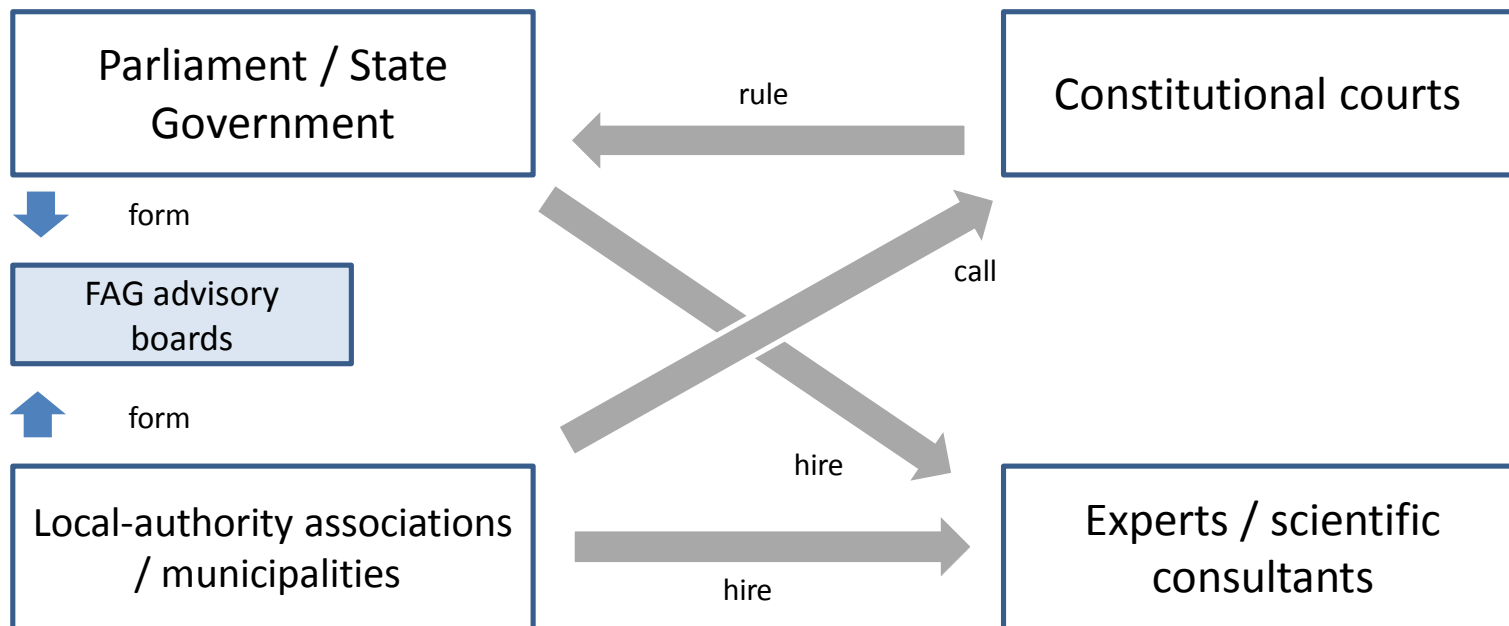 Parliament / State
Government
rule
Constitutional courts
form
FAG advisory
boards
call
form
Local-authority associations
/ municipalities
hire
hire
Experts / scientific
consultants